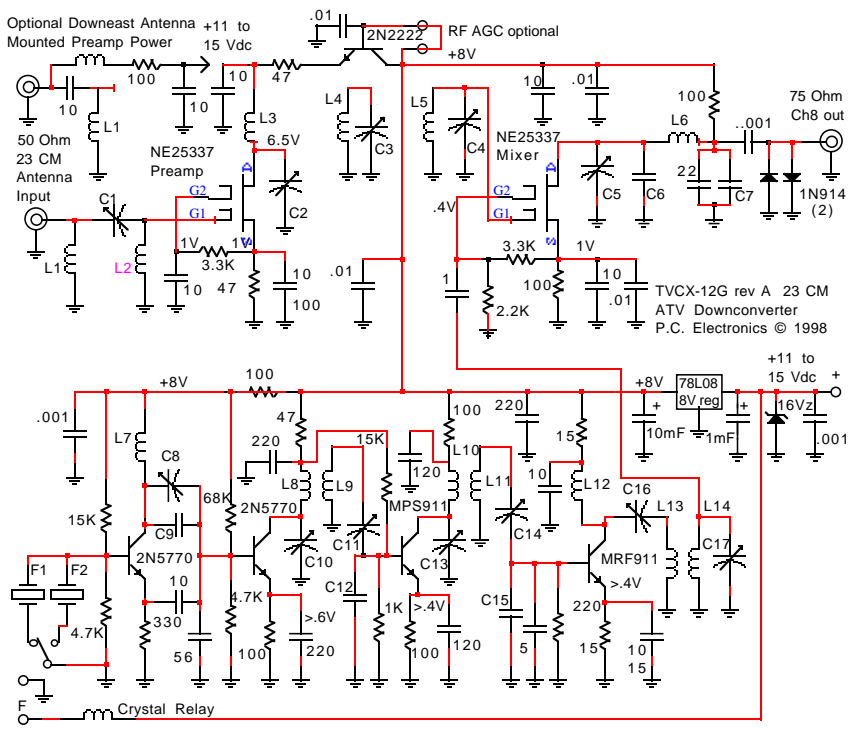 Optional Downeast Antenna
Mounted Preamp Power
+11 to
15 Vdc
.01
2N2222
RF AGC optional
+8V
100
10
10
10
47
10
.01
100
75 Ohm
Ch8 out
L1
L3
L4
C3
L5
C4
L6
..001
50 Ohm
23 CM
Antenna
Input
NE25337
Preamp
6.5V
NE25337
Mixer
C1
G2
G1
D
S
C2
G2
G1
D
S
C5
C6
22
C7
1N914
(2)
.4V
L1
L2
1V
3.3K
1V
10
47
10
100
.01
1
3.3K
2.2K
1V
100
10
.01
TVCX-12G rev A 23 CM
ATV Downconverter
P.C. Electronics © 1998
+8V
100
+11 to
15 Vdc
+
+8V
78L08
8V reg
16Vz
.001
+
10mF
+
1mF
.001
L7
C8
47
220
L8
L9
15K
100
120
L10
L11
220
15
10
L12
C16
L13
L14
15K
68K
2N5770
C9
2N5770
C10
C11
MPS911
C13
C14
MRF911
C17
F1
F2
10
4.7K
330
56
4.7K
100
>.6V
220
C12
1K
>.4V
100
120
C15
5
220
>.4V
15
10
15
F
Crystal Relay